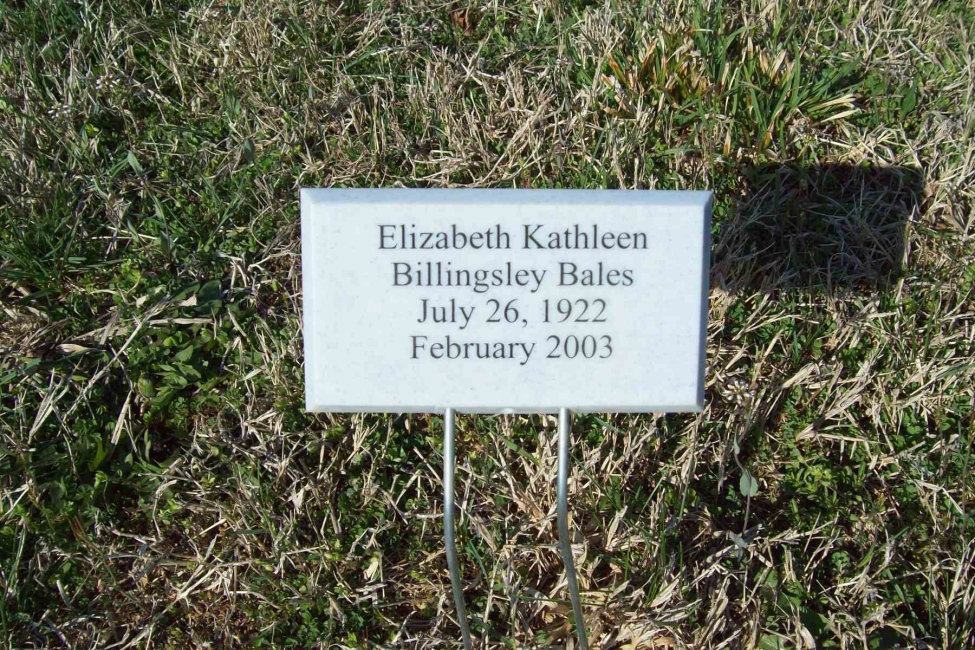 Elizabeth Kathleen
Billingsley Bales
July 26, 1922
February 2003